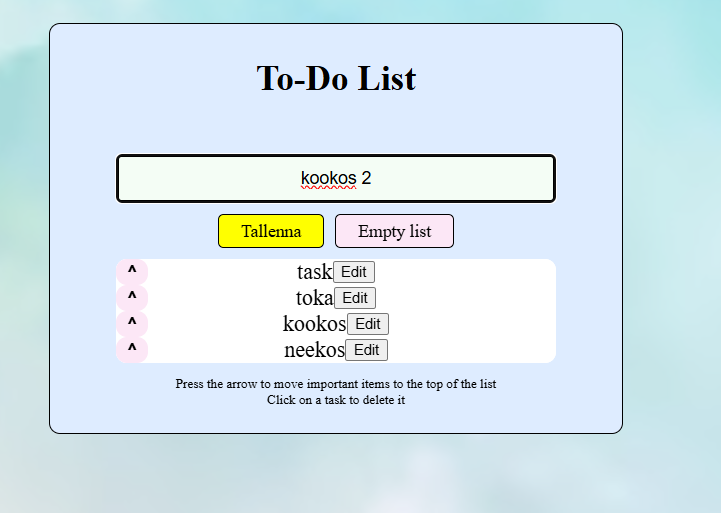 To-Do List
kookos 2
Tallenna Empty list
^ task Edit
^ toka Edit
^ kookos Edit
^ neekos Edit
Press the arrow to move important items to the top of the list
Click on a task to delete it